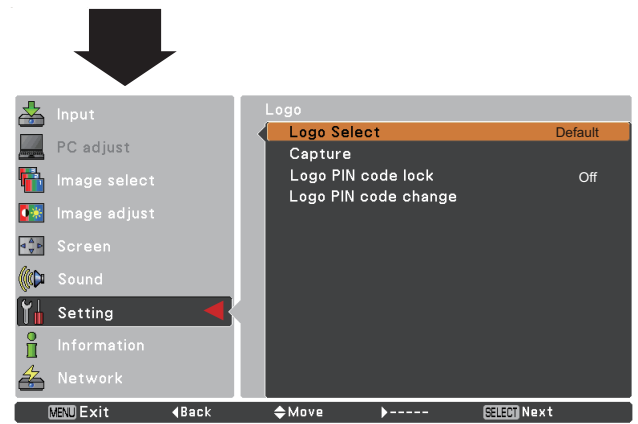 Input
PC adjust
Image select
Image adjust
Screen
Sound
Setting
Information
Network
Logo
Logo Select Default
Capture
Logo PIN code lock Off
Logo PIN code change
MENU Exit Back Move ----- SELECT Next